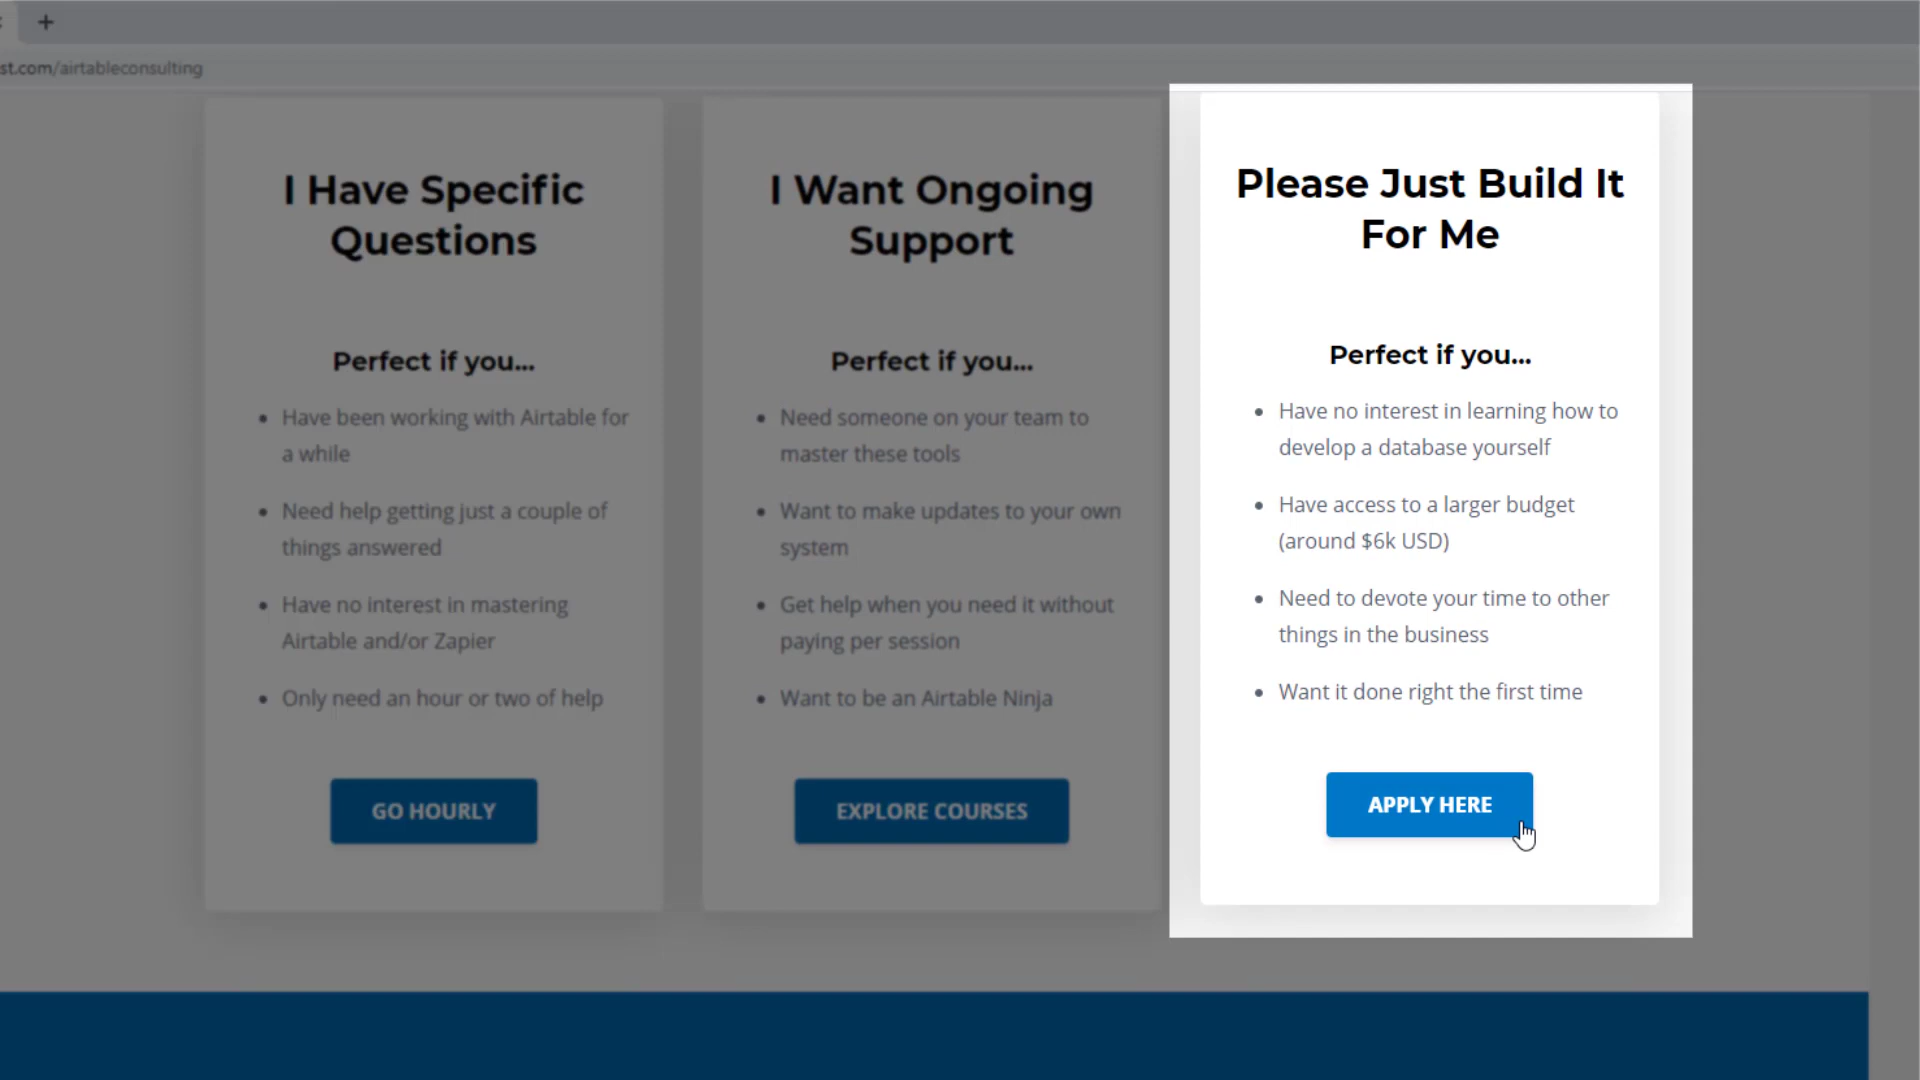 st.com/airtableconsulting
I Have Specific
Questions
Perfect if you...
Have been working with Airtable for
a while
Need help getting just a couple of
things answered
Have no interest in mastering
Airtable and/or Zapier
Only need an hour or two of help
GO HOURLY
I Want Ongoing
Support
Perfect if you...
Need someone on your team to
master these tools
Want to make updates to your own
system
Get help when you need it without
paying per session
Want to be an Airtable Ninja
EXPLORE COURSES
Please Just Build It
For Me
Perfect if you...
Have no interest in learning how to
develop a database yourself
Have access to a larger budget
(around $6k USD)
Need to devote your time to other
things in the business
Want it done right the first time
APPLY HERE